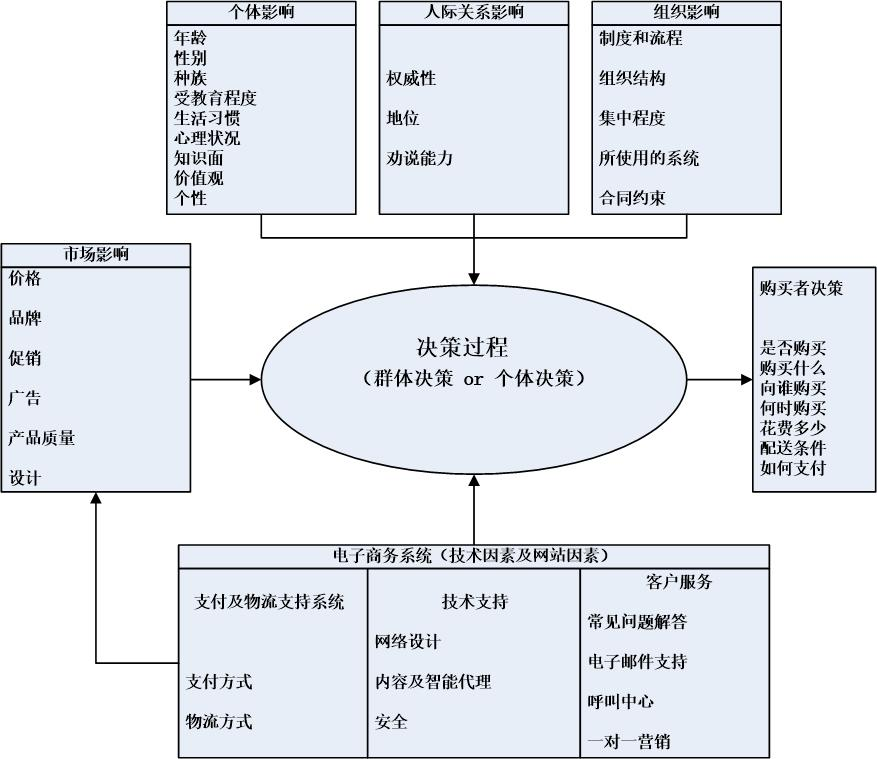 个体影响
年龄
性别
种族
受教育程度
生活习惯
心理状况
知识面
价值观
个性
人际关系影响
权威性
地位
劝说能力
组织影响
制度和流程
组织结构
集中程度
所使用的系统
合同约束
市场影响
价格
品牌
促销
广告
产品质量
设计
决策过程
（群体决策 or 个体决策）
购买者决策
是否购买
购买什么
向谁购买
何时购买
花费多少
配送条件
如何支付
电子商务系统（技术因素及网站因素）
支付及物流支持系统
支付方式
物流方式
技术支持
网络设计
内容及智能代理
安全
客户服务
常见问题解答
电子邮件支持
呼叫中心
一对一营销